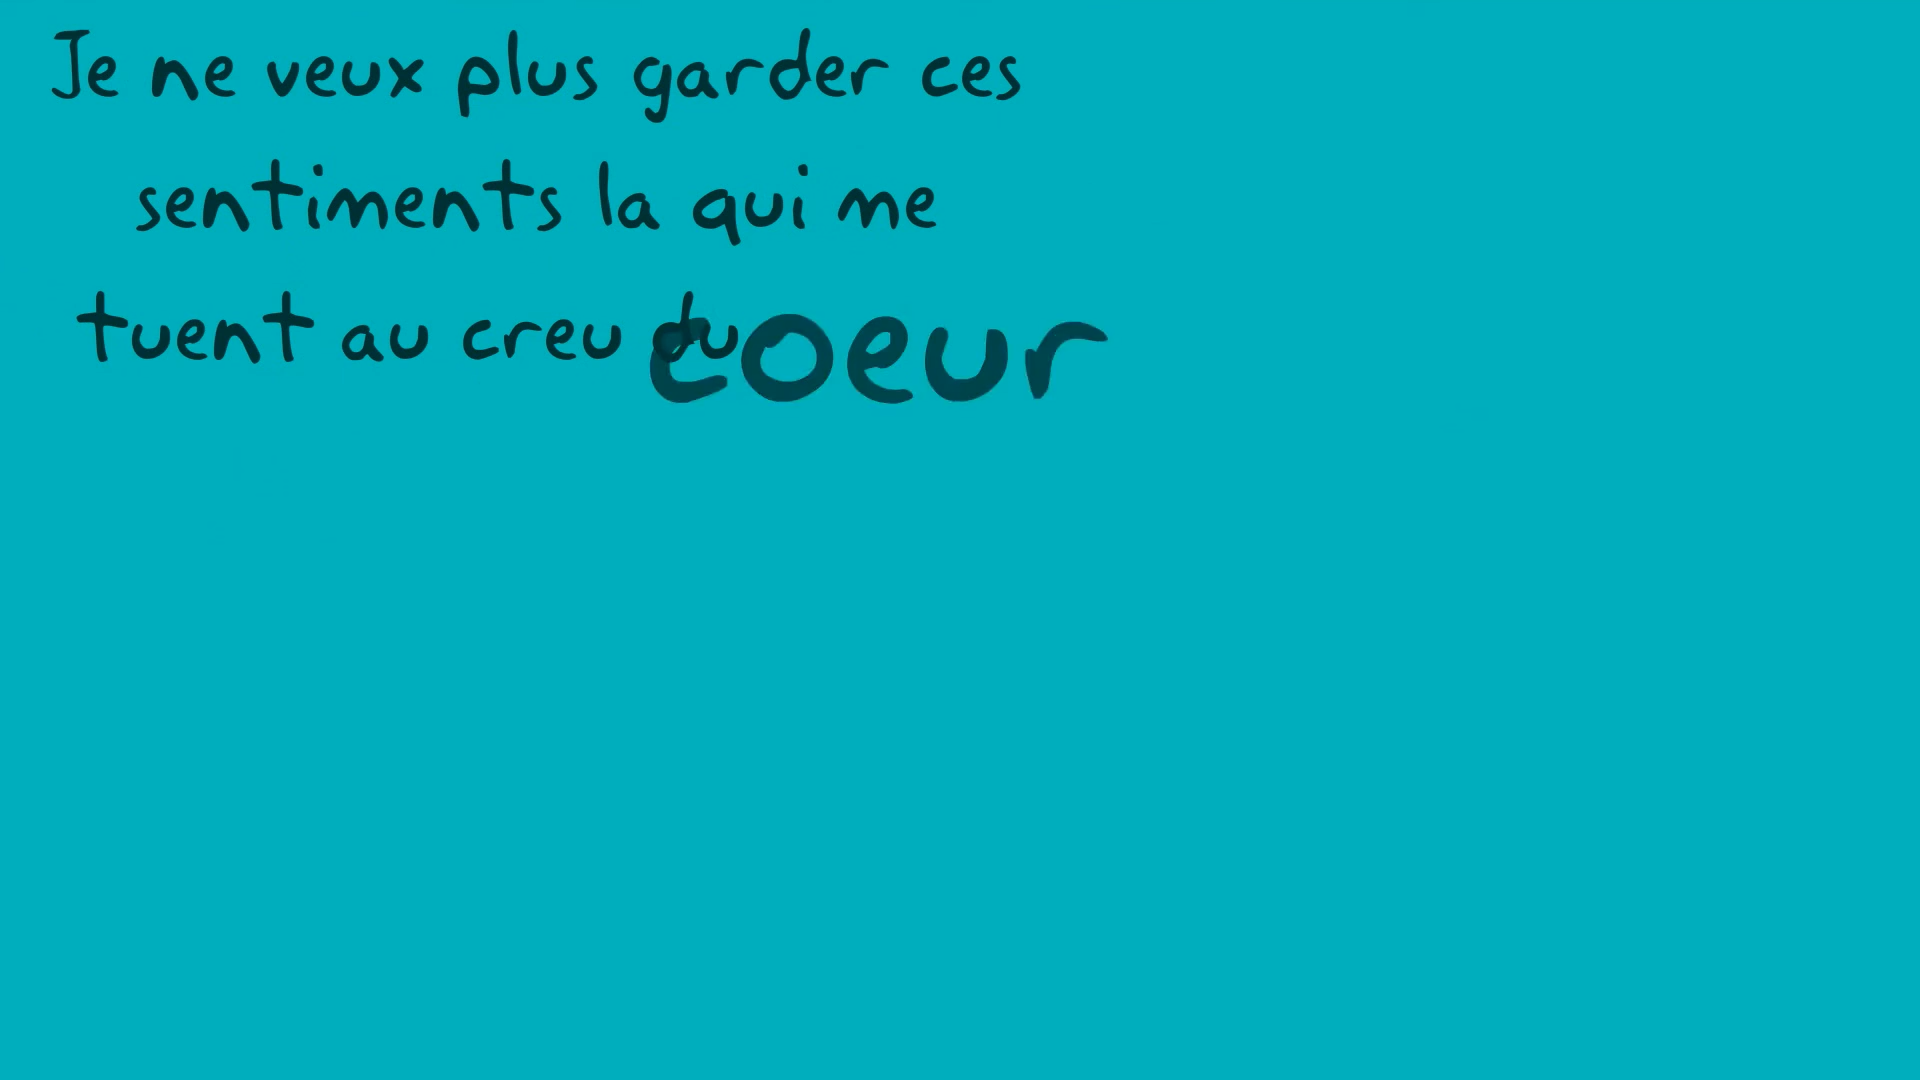 Je ne veux plus garder ces
sentiments la qui me
tuent au creu du coeur